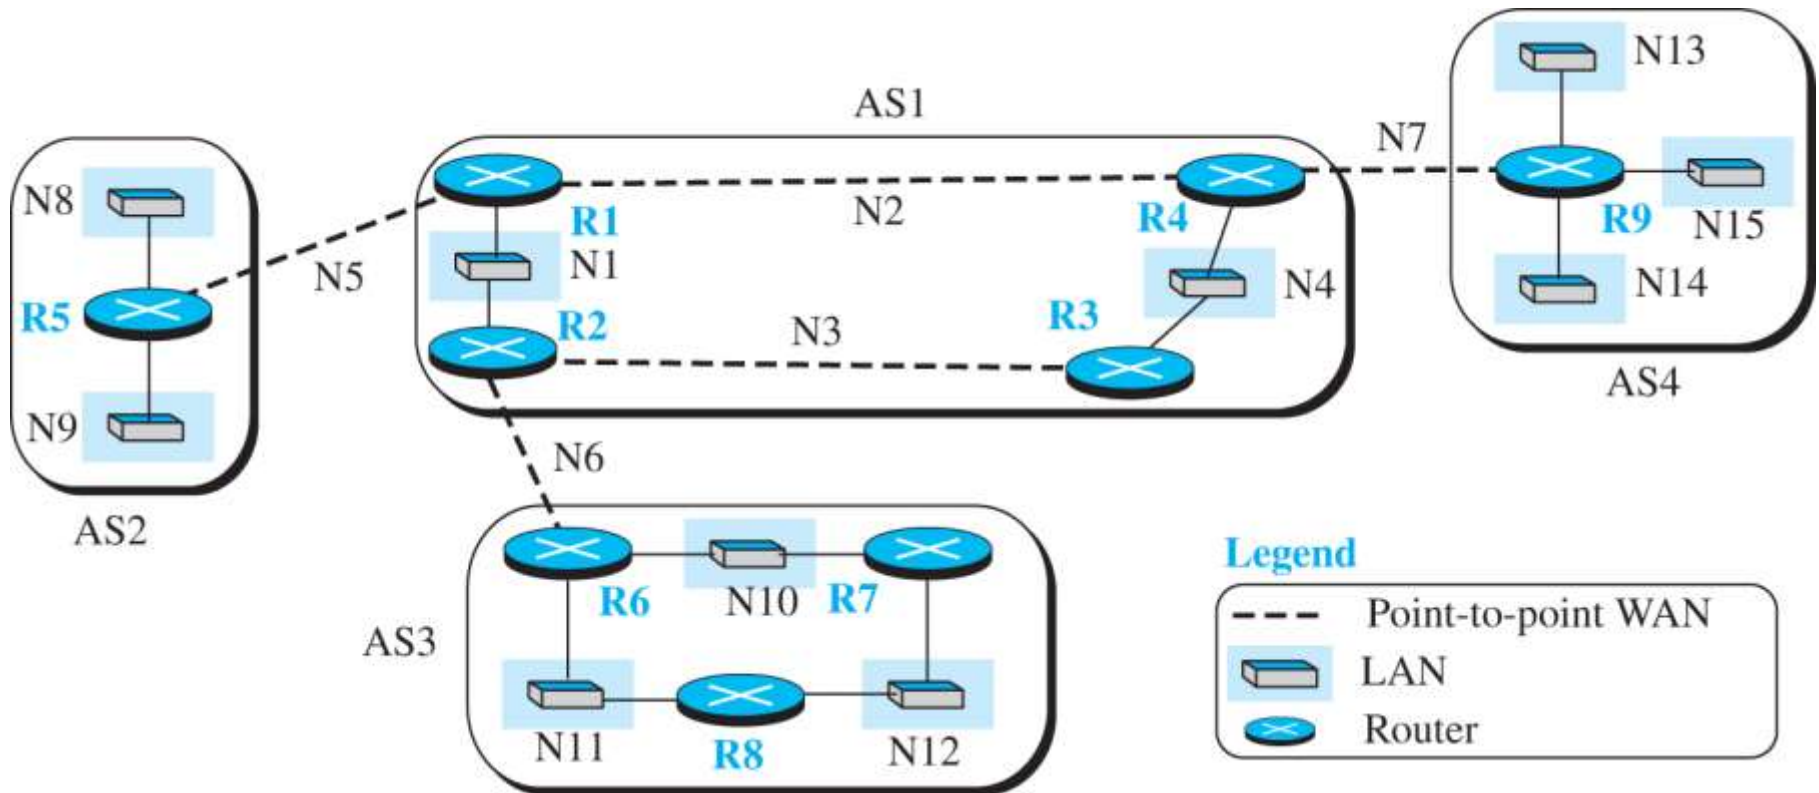 AS1
N13
N7
N8
R1
N2
R4
R9
N15
N5
N1
N4
N14
R5
R2
N3
R3
AS4
N9
N6
AS2
Legend
R6
N10
R7
Point-to-point WAN
AS3
LAN
N11
R8
N12
Router